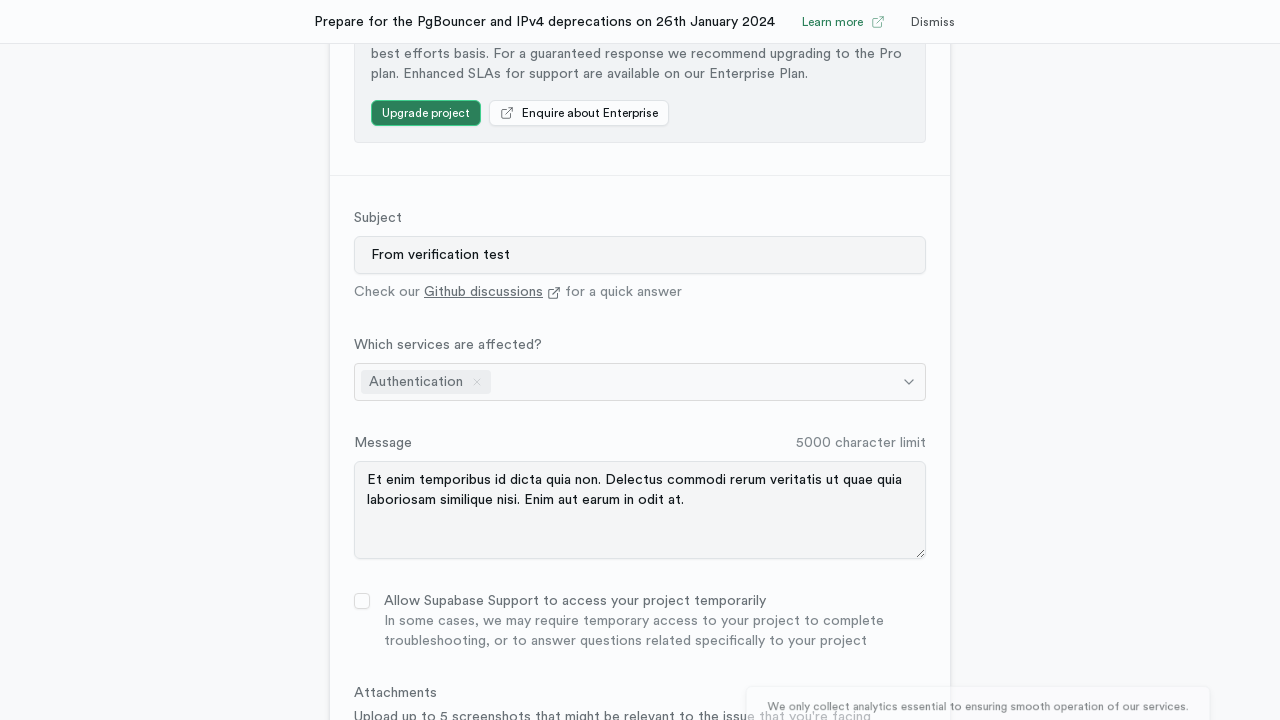 Prepare for the PgBouncer and IPv4 deprecations on 26th January 2024 Learn more Dismiss
best efforts basis. For a guaranteed response we recommend upgrading to the Pro
plan. Enhanced SLAs for support are available on our Enterprise Plan.
Upgrade project Enquire about Enterprise
Subject
From verification test
Check our Github discussions for a quick answer
Which services are affected?
Authentication
Message 5000 character limit
Et enim temporibus id dicta quia non. Delectus commodi rerum veritatis ut quae quia
laboriosam similique nisi. Enim aut earum in odit at.
Allow Supabase Support to access your project temporarily
In some cases, we may require temporary access to your project to complete
troubleshooting, or to answer questions related specifically to your project
Attachments
We only collect analytics essential to ensuring smooth operation of our services.
Upload up to 5 screenshots that might be relevant to the issue that you're facing